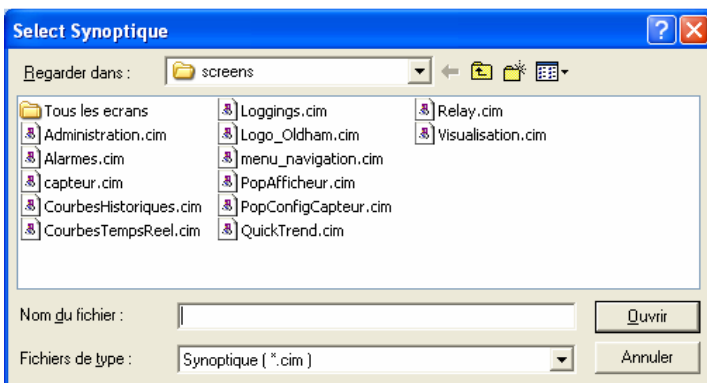 Select Synoptique
Regarder dans :
screens
Tous les ecrans
Administration.cim
Alarmes.cim
capteur.cim
CourbesHistoriques.cim
CourbesTempsReel.cim
Loggings.cim
Logo_Oldham.cim
menu_navigation.cim
PopAfficheur.cim
PopConfigCapteur.cim
QuickTrend.cim
Relay.cim
Visualisation.cim
Nom du fichier :
Ouvrir
Fichiers de type :
Synoptique ( *.cim )
Annuler